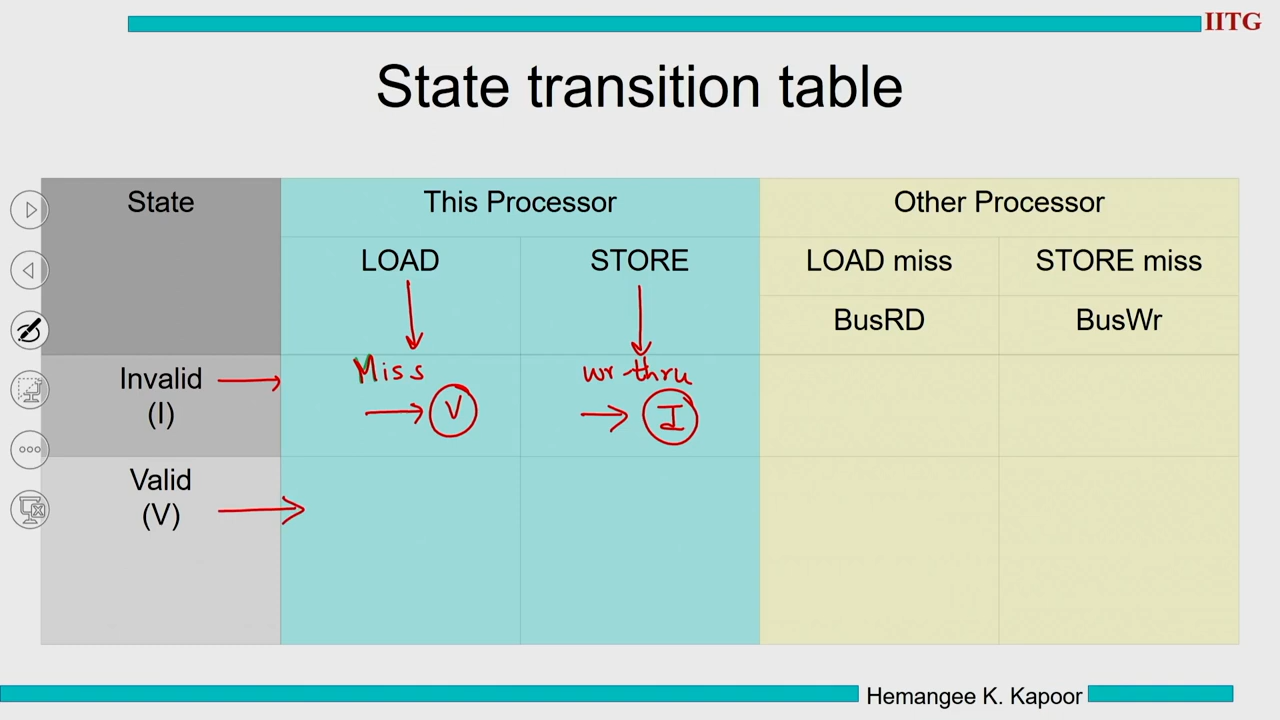 IITG
State transition table
State
This Processor
Other Processor
LOAD
STORE
LOAD miss
STORE miss
BusRD
BusWr
Invalid
(I)
Miss
→ V
wr thru
→ I
Valid
(V)
Hemangee K. Kapoor